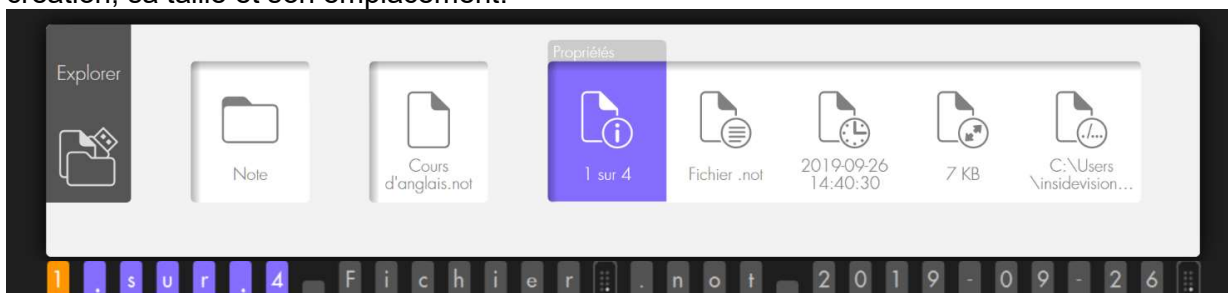 création, sa taille et son emplacement.
Propriétés
Explorer
Note
Cours
d'anglais.not
1 sur 4
Fichier .not
2019-09-26
14:40:30
7 KB
C:\Users
\insidevision...
1 . s u r . 4 _ F i c h i e r . n o t _ 2 0 1 9 - 0 9 - 2 6